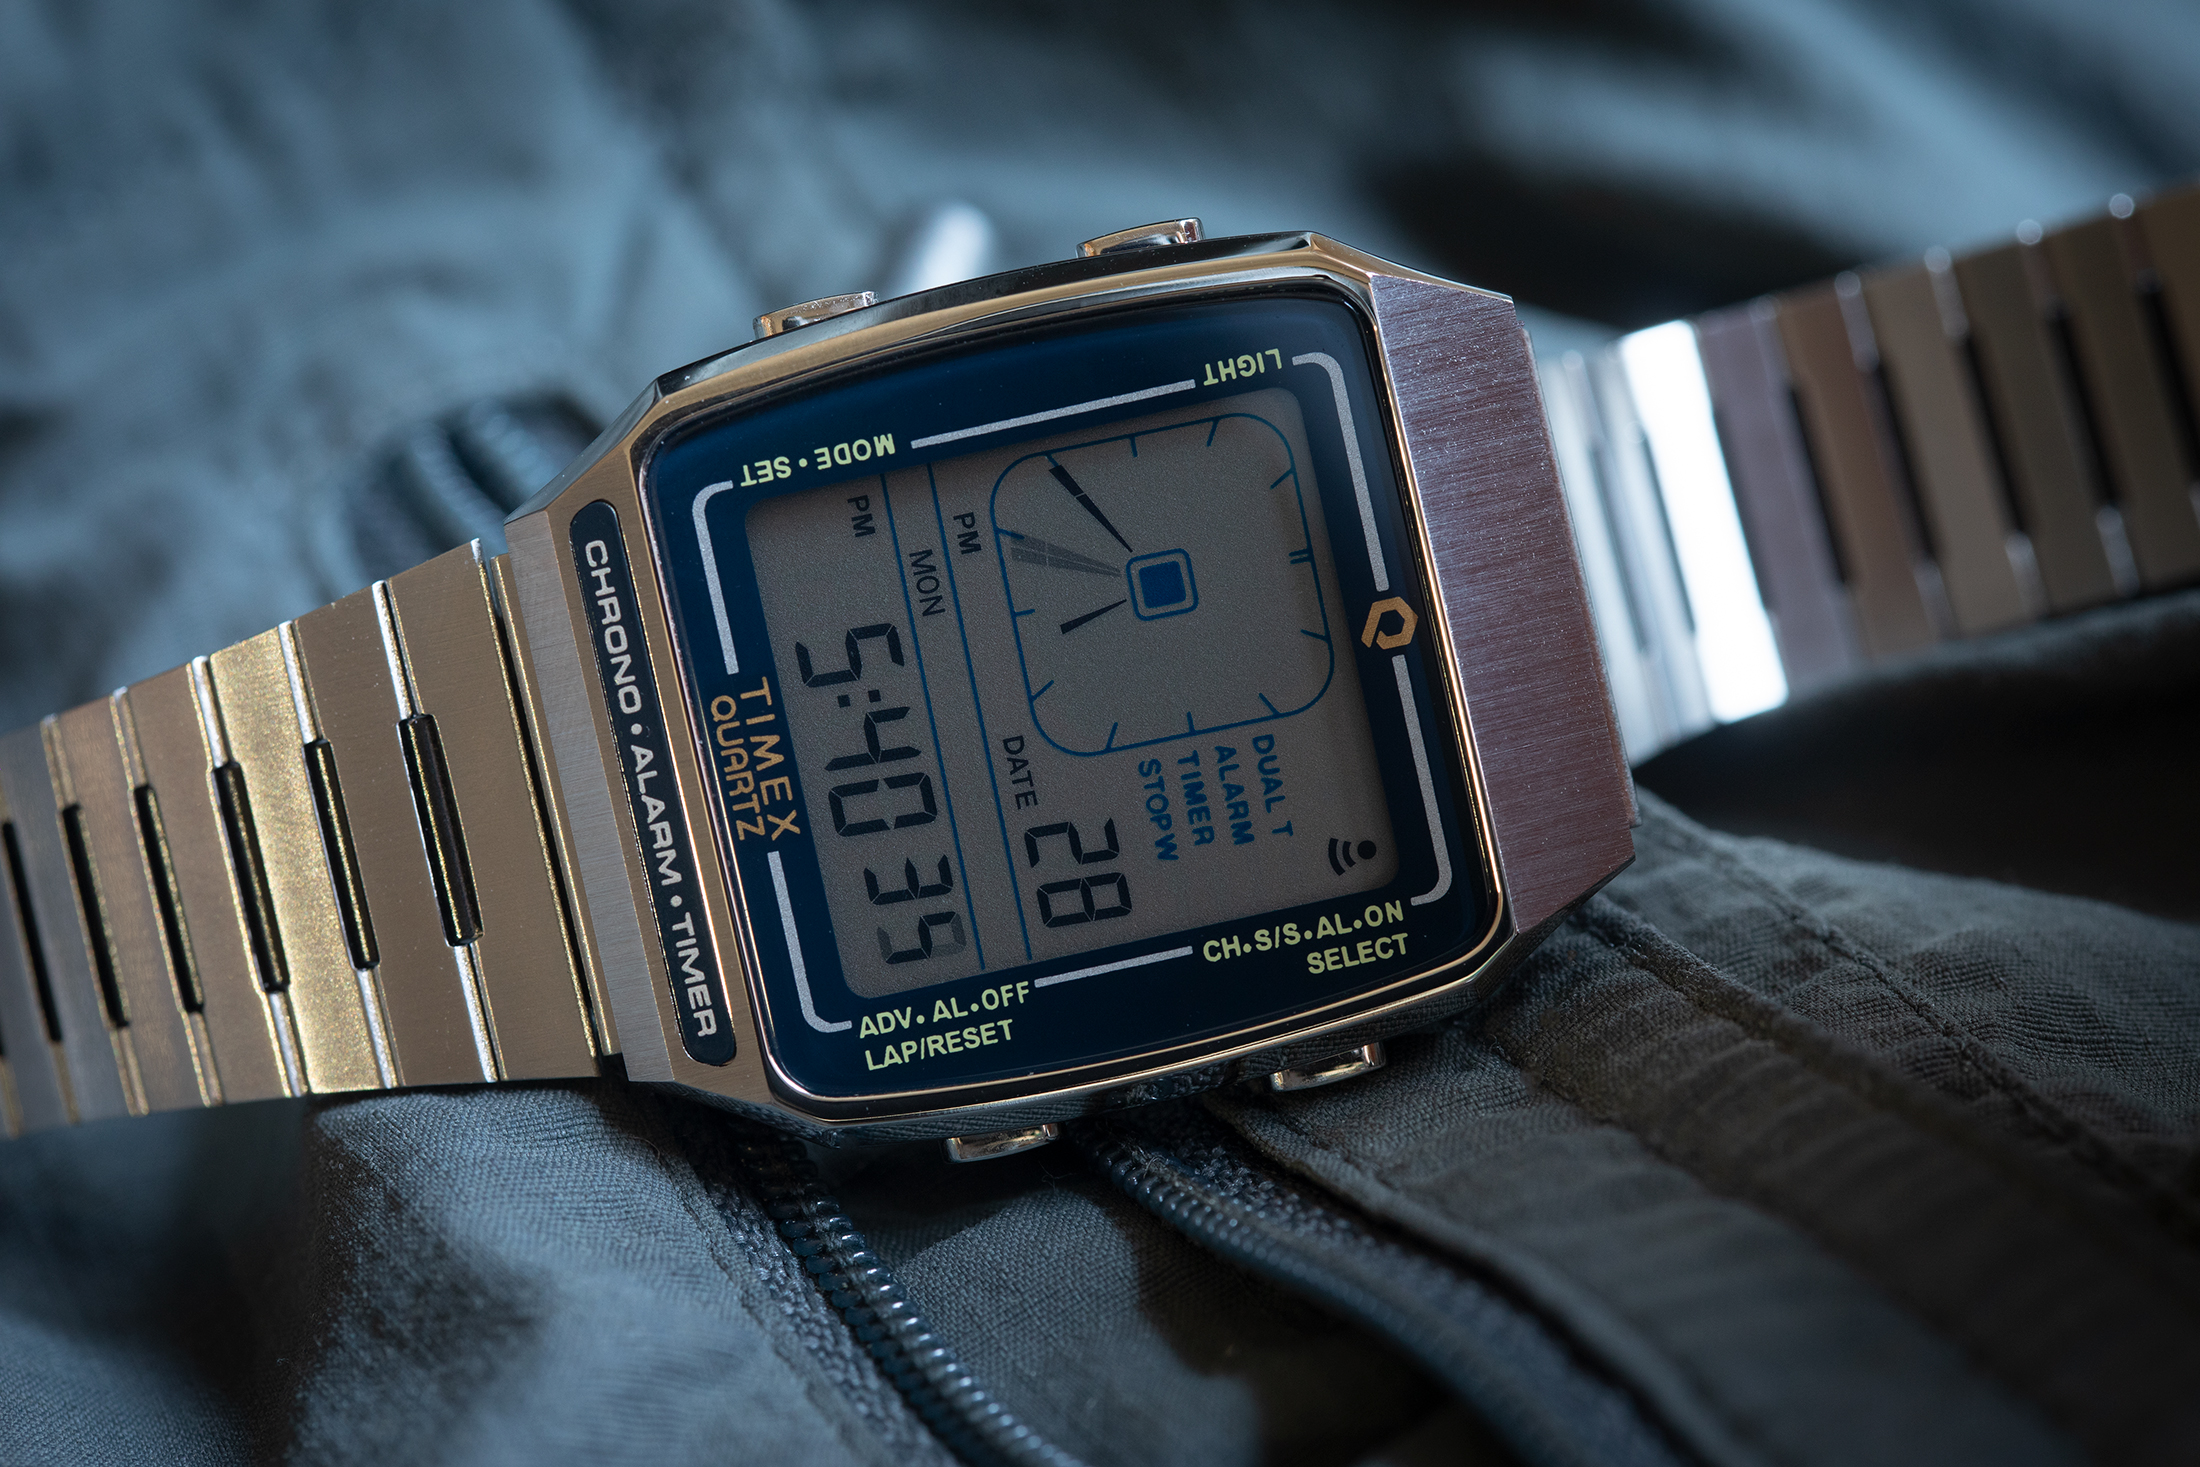 LIGHT
CH•S/S•AL•ON
SELECT
DUAL T
ALARM
TIMER
STOPW
PM
DATE 28
MON
PM 5:40
MODE•SET
ADV•AL•OFF
LAP/RESET
TIMEX
QUARTZ
CHRONO•ALARM•TIMER